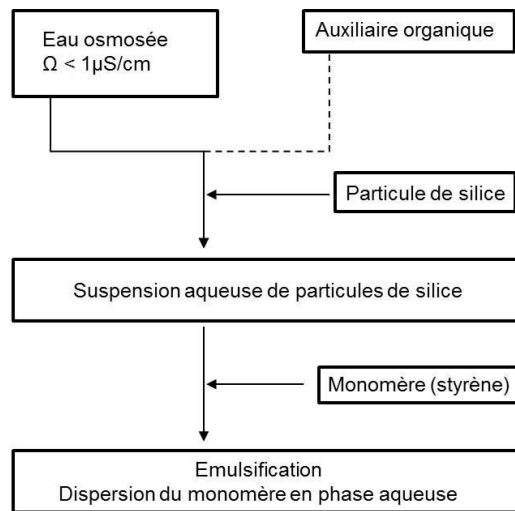 Eau osmosée
Ω < 1µS/cm
Auxiliaire organique
Particule de silice
Suspension aqueuse de particules de silice
Monomère (styrène)
Emulsification
Dispersion du monomère en phase aqueuse